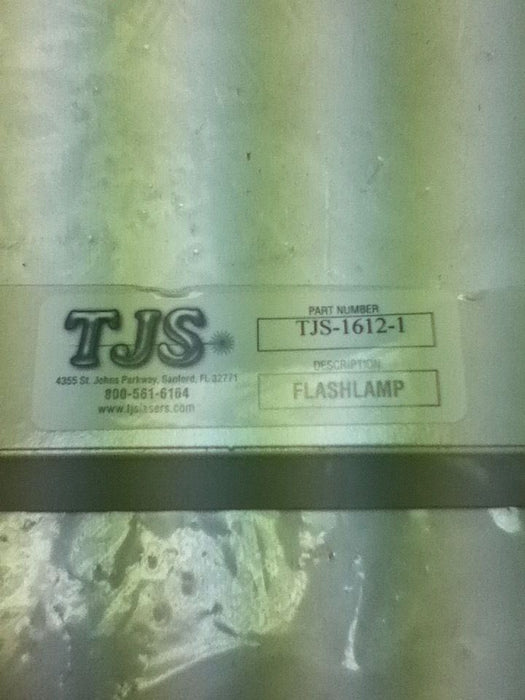 TJS
4355 St. Johns Parkway, Sanford, FL 32771
800-561-6164
www.tjslasers.com
PART NUMBER
TJS-1612-1
DESCRIPTION
FLASHLAMP